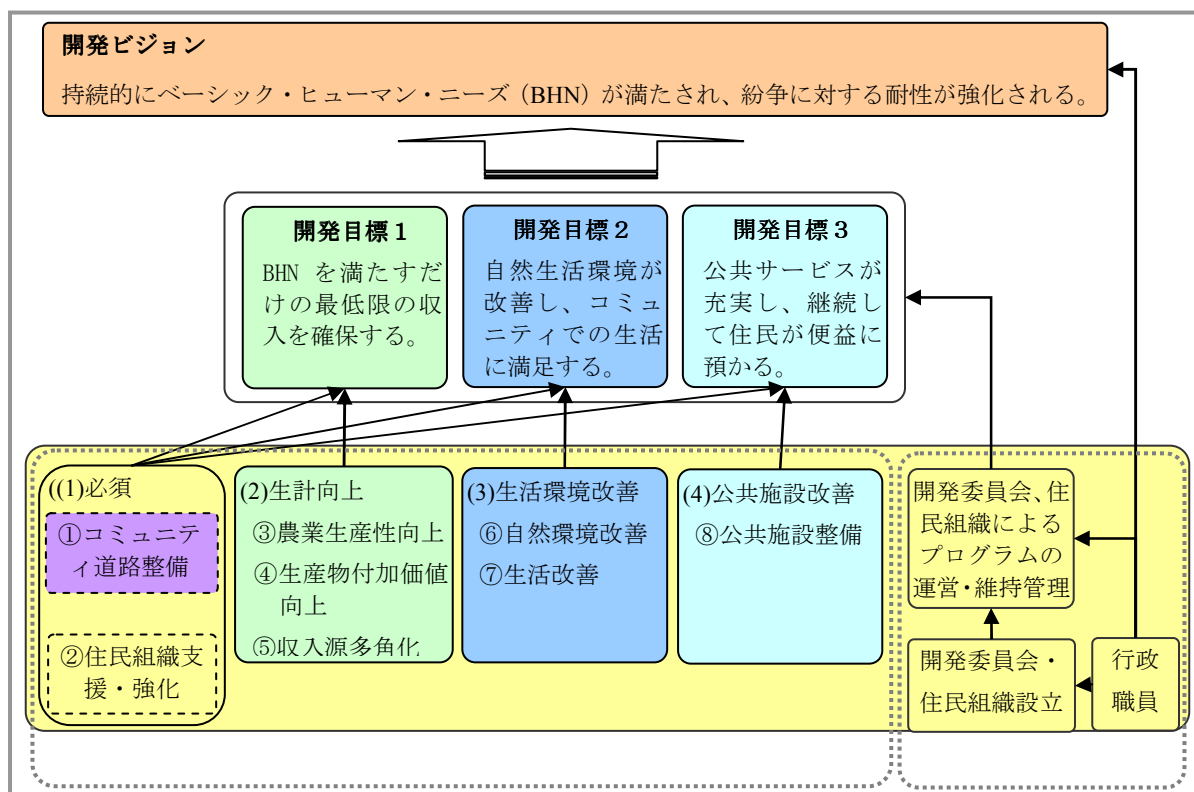 開発ビジョン
持続的にベーシック・ヒューマン・ニーズ（BHN）が満たされ、紛争に対する耐性が強化される。
開発目標１
BHN を満たすだ
けの最低限の収
入を確保する。
開発目標２
自然生活環境が
改善し、コミュ
ニティでの生活
に満足する。
開発目標３
公共サービスが
充実し、継続し
て住民が便益に
預かる。
((1)必須
①コミュニテ
ィ道路整備
②住民組織支
援・強化
(2)生計向上
③農業生産性向上
④生産物付加価値
向上
⑤収入源多角化
(3)生活環境改善
⑥自然環境改善
⑦生活改善
(4)公共施設改善
⑧公共施設整備
開発委員会、住
民組織による
プログラムの
運営・維持管理
開発委員会・
住民組織設立
行政
職員